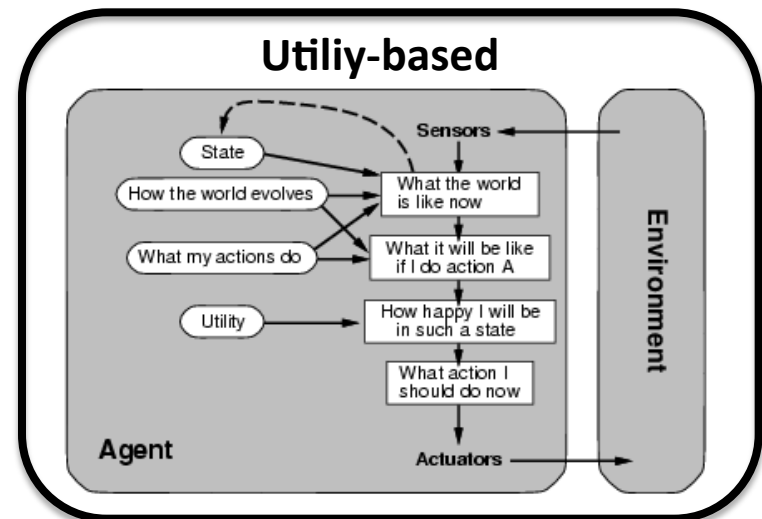 Utiliy-based
Sensors
State
What the world
is like now
How the world evolves
What it will be like
if I do action A
What my actions do
How happy I will be
in such a state
Utility
What action I
should do now
Agent
Actuators
Environment